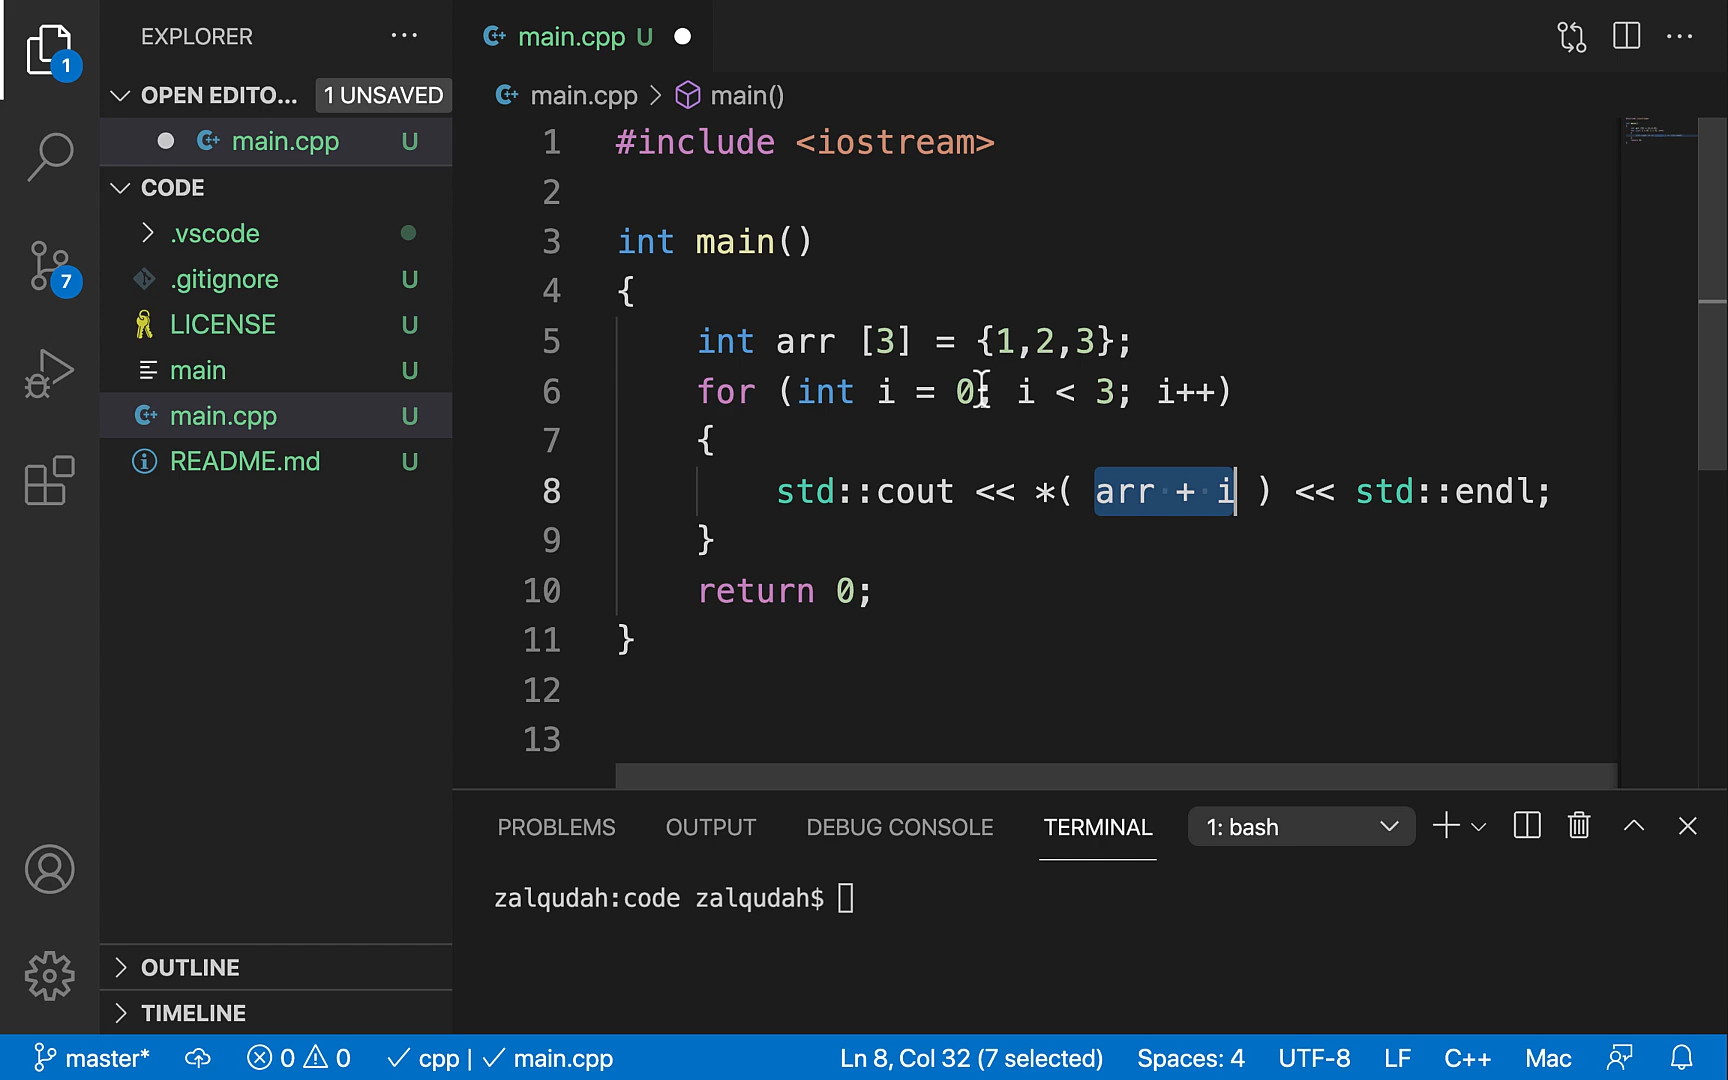 EXPLORER
main.cpp U
1
OPEN EDITO... 1 UNSAVED
main.cpp > main()
main.cpp U
CODE
.vscode
.gitignore U
LICENSE U
main U
main.cpp U
README.md U
7
OUTLINE
TIMELINE
1 #include <iostream>
2
3 int main()
4 {
5 int arr [3] = {1,2,3};
6 for (int i = 0; i < 3; i++)
7 {
8 std::cout << *( arr + i ) << std::endl;
9 }
10 return 0;
11 }
12
13
PROBLEMS OUTPUT DEBUG CONSOLE TERMINAL 1: bash
zalqudah:code zalqudah$
master* 0 0 cpp | main.cpp Ln 8, Col 32 (7 selected) Spaces: 4 UTF-8 LF C++ Mac